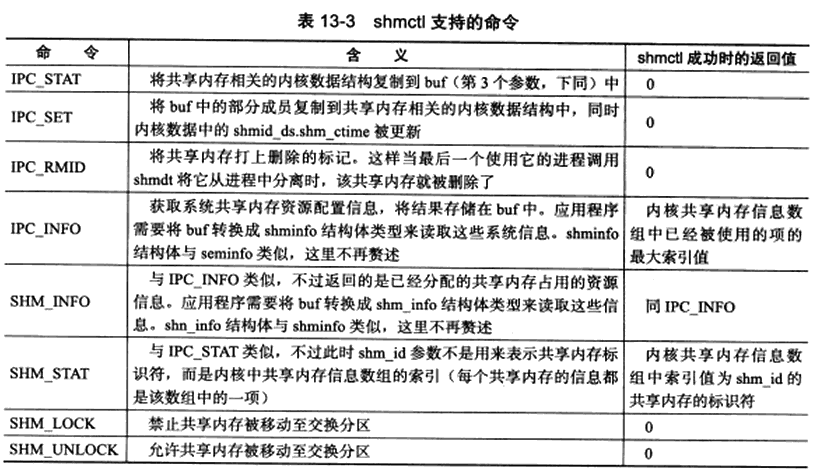 表 13-3 shmctl 支持的命令
命 令 含 义 shmctl 成功时的返回值
IPC_STAT 将共享内存相关的内核数据结构复制到 buf（第 3 个参数，下同）中 0
IPC_SET 将 buf 中的部分成员复制到共享内存相关的内核数据结构中，同时
内核数据中的 shmid_ds.shm_ctime 被更新 0
IPC_RMID 将共享内存打上删除的标记。这样当最后一个使用它的进程调用
shmdt 将它从进程中分离时，该共享内存就被删除了 0
IPC_INFO 获取系统共享内存资源配置信息，将结果存储在 buf 中。应用程序
需要将 buf 转换成 shminfo 结构体类型来读取这些系统信息。shminfo
结构体与 seminfo 类似，这里不再赘述
内核共享内存信息数
组中已经被使用的项的
最大索引值
SHM_INFO 与 IPC_INFO 类似，不过返回的是已经分配的共享内存占用的资源
信息。应用程序需要将 buf 转换成 shm_info 结构体类型来读取这些信
息。shn_info 结构体与 shminfo 类似，这里不再赘述
同 IPC_INFO
SHM_STAT 与 IPC_STAT 类似，不过此时 shm_id 参数不是用来表示共享内存标
识符，而是内核中共享内存信息数组的索引（每个共享内存的信息都
是该数组中的一项）
内核共享内存信息数
组中索引值为 shm_id 的
共享内存的标识符
SHM_LOCK 禁止共享内存被移动至交换分区 0
SHM_UNLOCK 允许共享内存被移动至交换分区 0